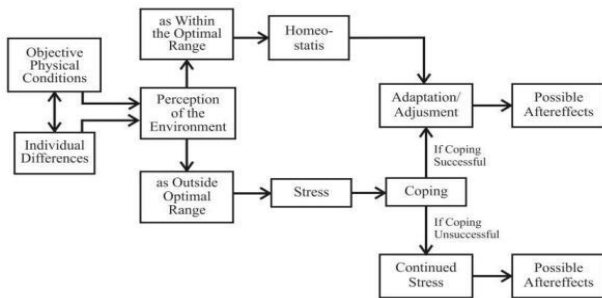 as Within
the Optimal
Range
Homeo-
statis
Objective
Physical
Conditions
Perception
of the
Environment
Individual
Differences
Adaptation/
Adjusment
Possible
Aftereffects
If Coping
Successful
as Outside
Optimal
Range
Stress
Coping
If Coping
Unsuccessful
Continued
Stress
Possible
Aftereffects